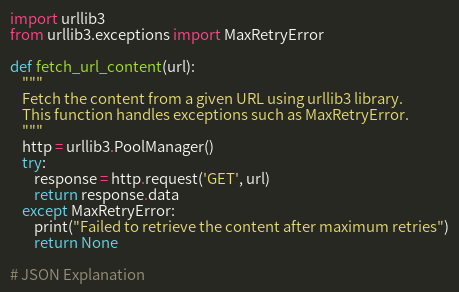 import urllib3
from urllib3.exceptions import MaxRetryError

def fetch_url_content(url):
    """
    Fetch the content from a given URL using urllib3 library.
    This function handles exceptions such as MaxRetryError.
    """
    http = urllib3.PoolManager()
    try:
        response = http.request('GET', url)
        return response.data
    except MaxRetryError:
        print("Failed to retrieve the content after maximum retries")
        return None

# JSON Explanation